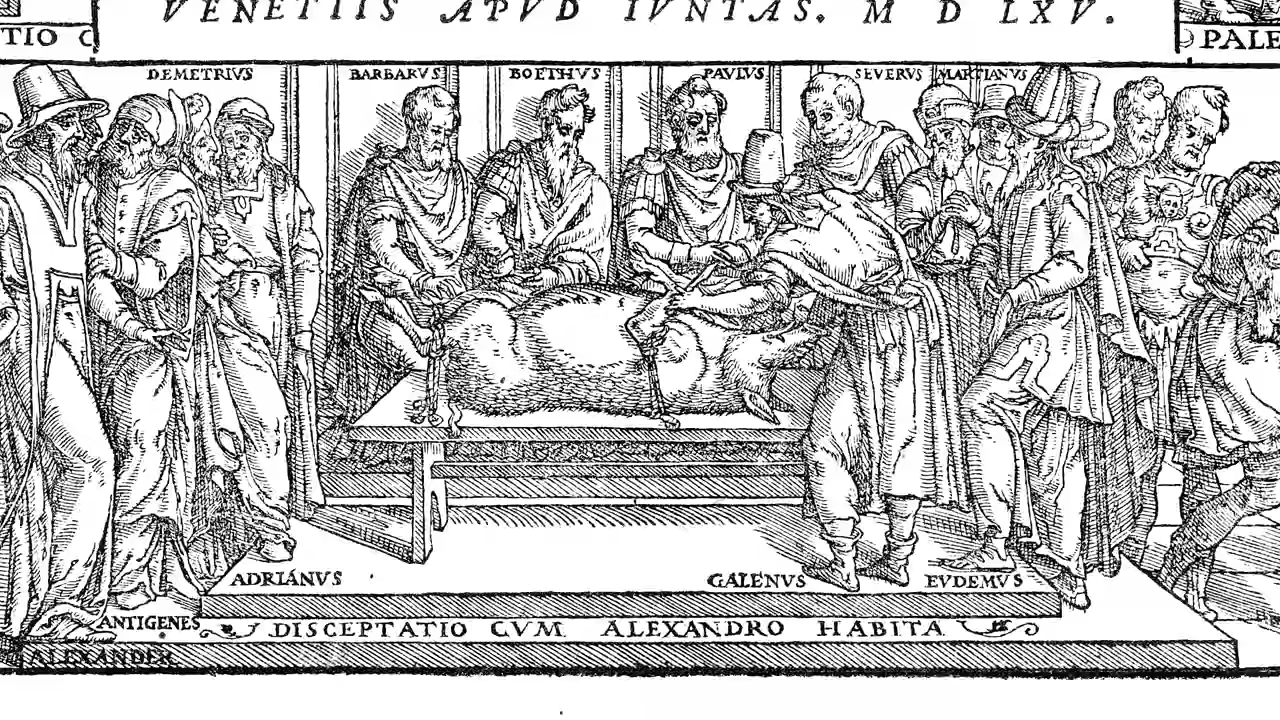 VENETIIS APVD IVNTAS. M D LXV.
TIO C
PALE
DEMETRIVS BARBARVS BOETHVS PAVLVS SEVERVS MARTIANVS
ADRIÁNVS GALENVS EVDEMVS
ANTIGENES
DISCEPTATIO CVM ALEXANDRO HABITA
ALEXANDER